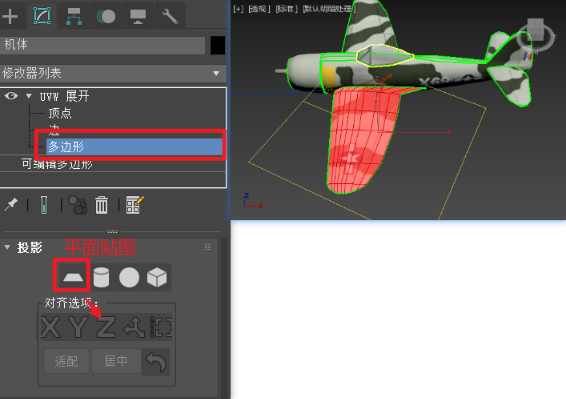 [+] [透视] [标准] [默认明暗处理]
机体
修改器列表
UVW 展开
顶点
边
多边形
可编辑多边形
投影
平面贴图
对齐选项:
X Y Z
适配 居中